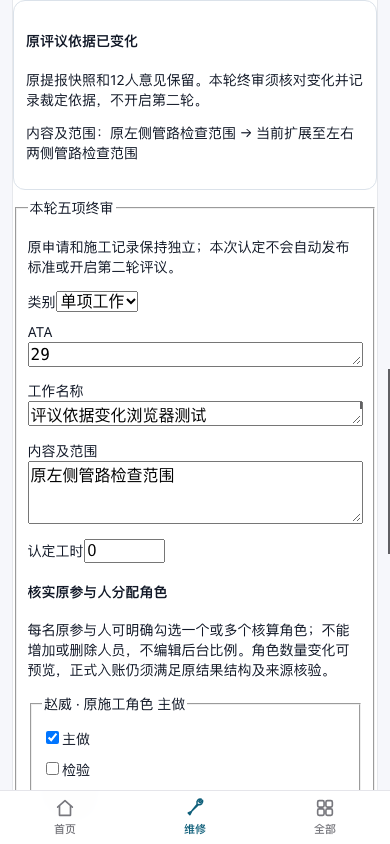 原评议依据已变化
原提报快照和12人意见保留。本轮终审须核对变化并记
录裁定依据，不开启第二轮。
内容及范围：原左侧管路检查范围 → 当前扩展至左右
两侧管路检查范围
本轮五项终审
原申请和施工记录保持独立；本次认定不会自动发布
标准或开启第二轮评议。
类别 单项工作
ATA
29
工作名称
评议依据变化浏览器测试
内容及范围
原左侧管路检查范围
认定工时 0
核实原参与人分配角色
每名原参与人可明确勾选一个或多个核算角色；不能
增加或删除人员，不编辑后台比例。角色数量变化可
预览，正式入账仍须满足原结果结构及来源核验。
赵威 · 原施工角色 主做
主做
检验
首页 维修 全部